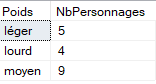 Poids NbPersonnages
léger 5
lourd 4
moyen 9